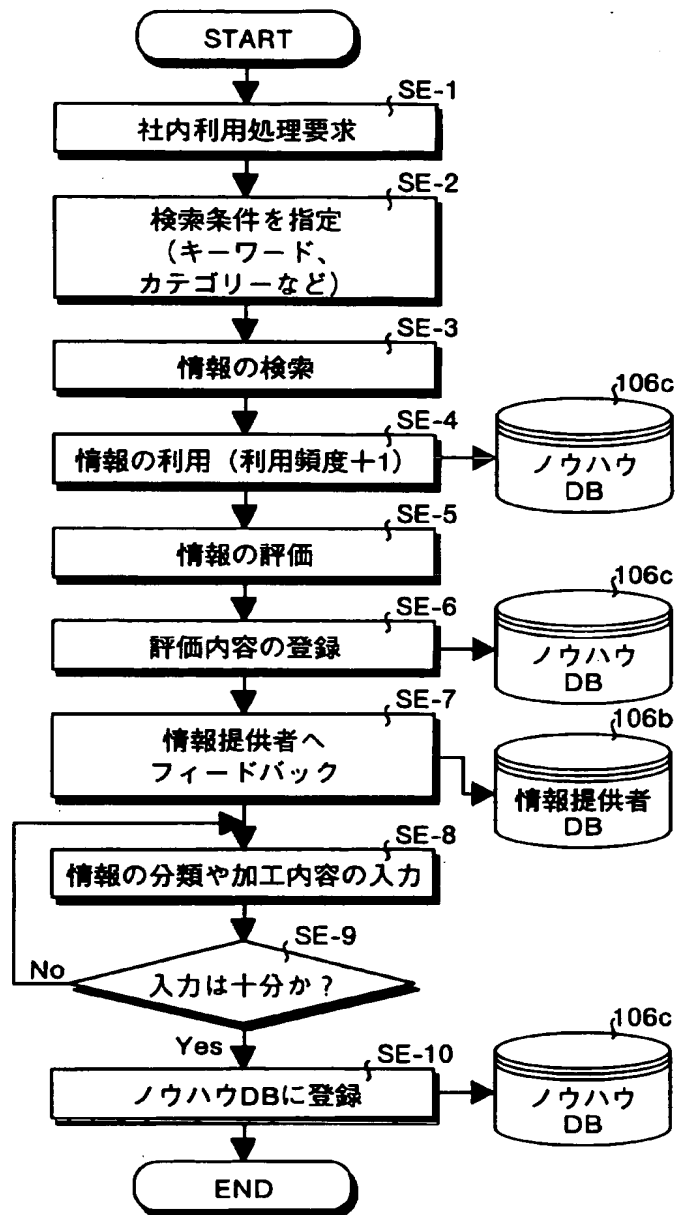 START
SE-1
社内利用処理要求
SE-2
検索条件を指定
（キーワード、
カテゴリーなど）
SE-3
情報の検索
SE-4
106c
情報の利用（利用頻度＋1）
ノウハウ
DB
SE-5
情報の評価
SE-6
106c
評価内容の登録
ノウハウ
DB
SE-7
106b
情報提供者へ
フィードバック
情報提供者
DB
SE-8
情報の分類や加工内容の入力
SE-9
No
入力は十分か？
Yes
SE-10
106c
ノウハウDBに登録
ノウハウ
DB
END